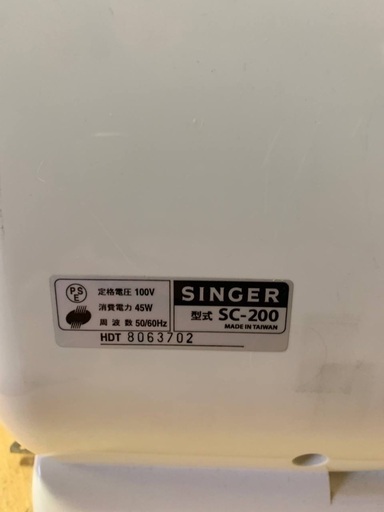 PSE
定格電圧 100V
消費電力 45W
周波数 50/60Hz
SINGER
型式 SC-200
MADE IN TAIWAN
HDT 8063702